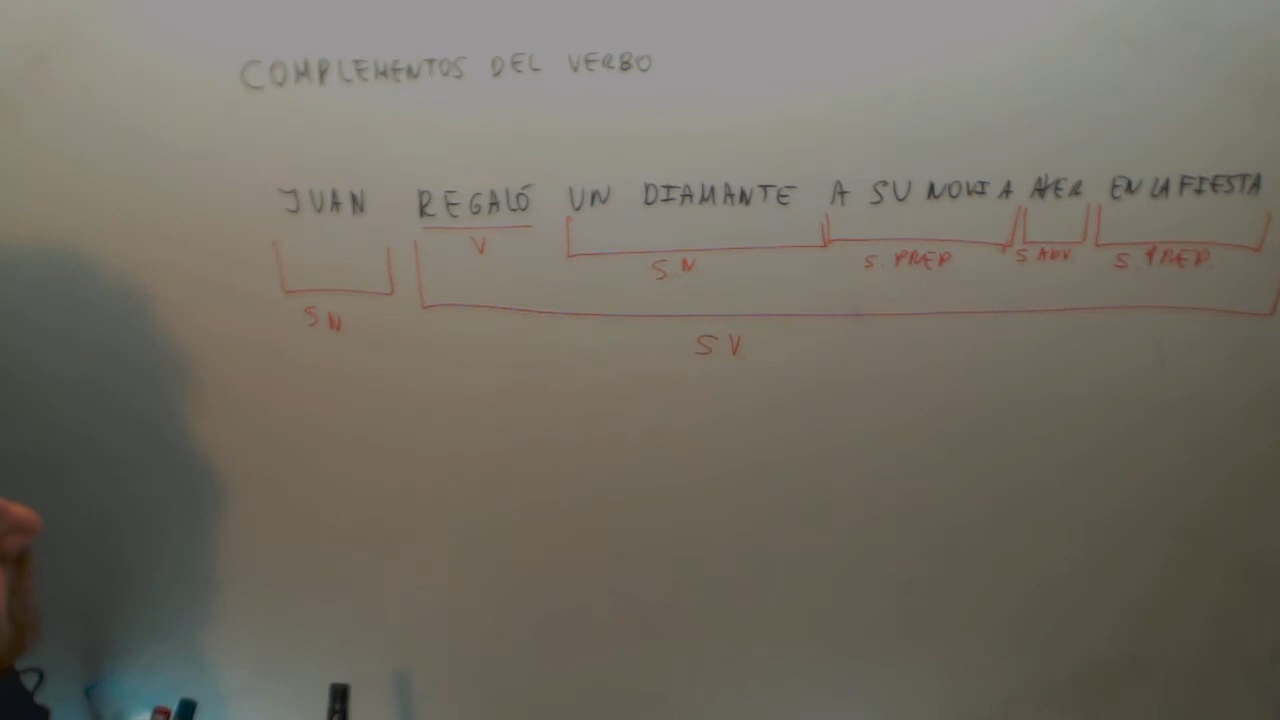 COMPLEMENTOS DEL VERBO
JUAN REGALÓ UN DIAMANTE A SU NOVIA AYER EN LA FIESTA
V S N S. PREP S ADV S. PREP.
S N
S V.